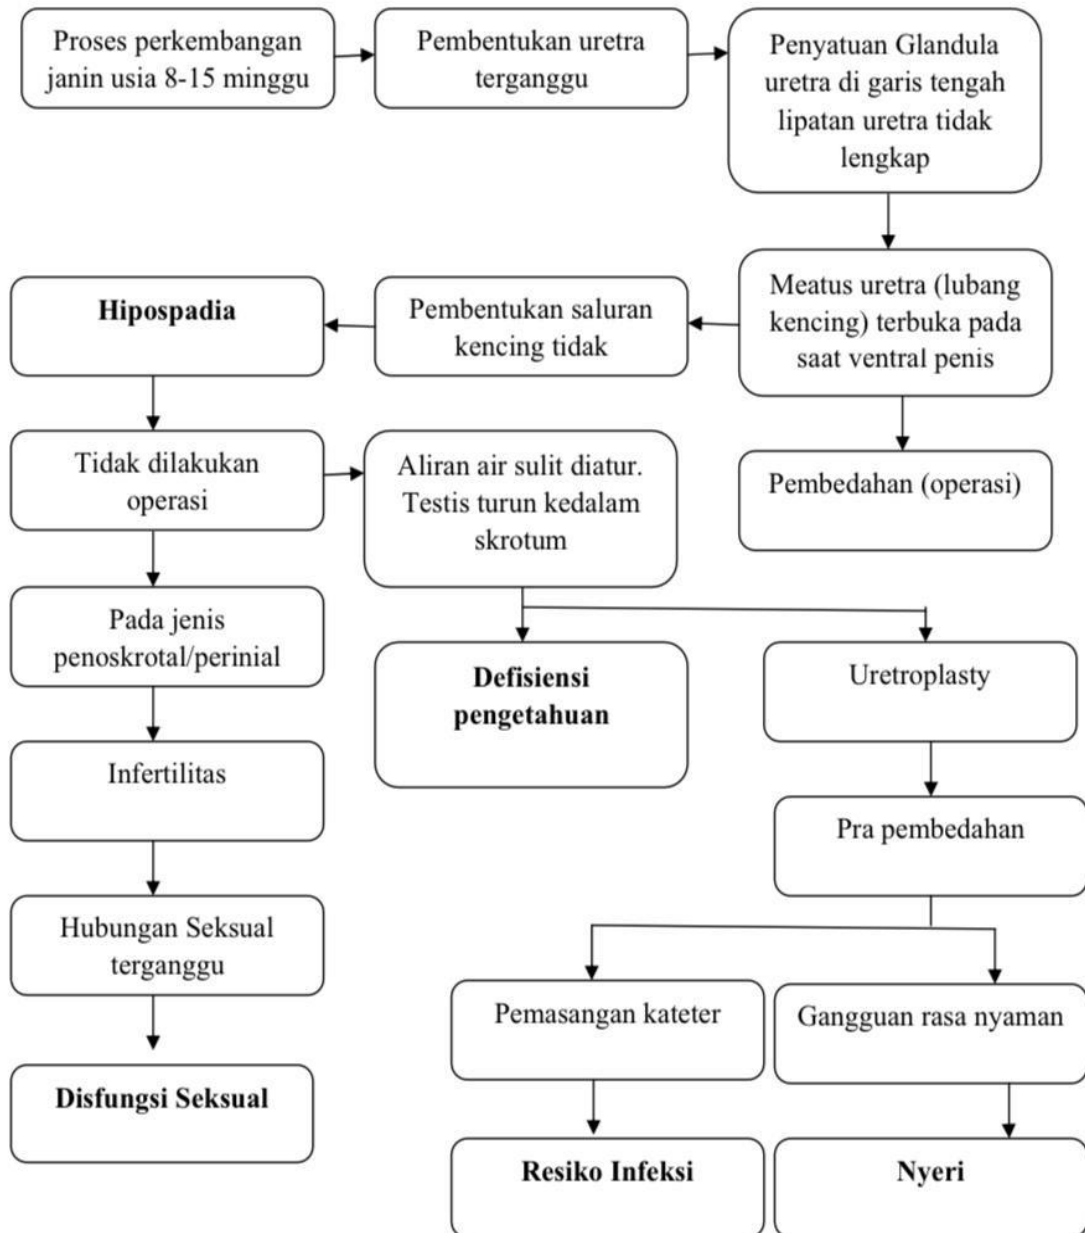 Proses perkembangan
janin usia 8-15 minggu
Pembentukan uretra
terganggu
Penyatuan Glandula
uretra di garis tengah
lipatan uretra tidak
lengkap
Meatus uretra (lubang
kencing) terbuka pada
saat ventral penis
Pembentukan saluran
kencing tidak
Hipospadia
Pembedahan (operasi)
Tidak dilakukan
operasi
Aliran air sulit diatur.
Testis turun kedalam
skrotum
Pada jenis
penoskrotal/perinial
Defisiensi
pengetahuan
Uretroplasty
Infertilitas
Pra pembedahan
Hubungan Seksual
terganggu
Pemasangan kateter
Gangguan rasa nyaman
Disfungsi Seksual
Resiko Infeksi
Nyeri